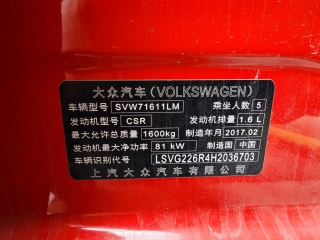 大众汽车(VOLKSWAGEN)
车辆型号 SVW71611LM 乘坐人数 5
发动机型号 CSR 发动机排量 1.6 L
最大允许总质量 1600kg 制造年月 2017.02
发动机最大净功率 81 kW 制造国 中国
车辆识别代号 LSVG226R4H2036703
上汽大众汽车有限公司